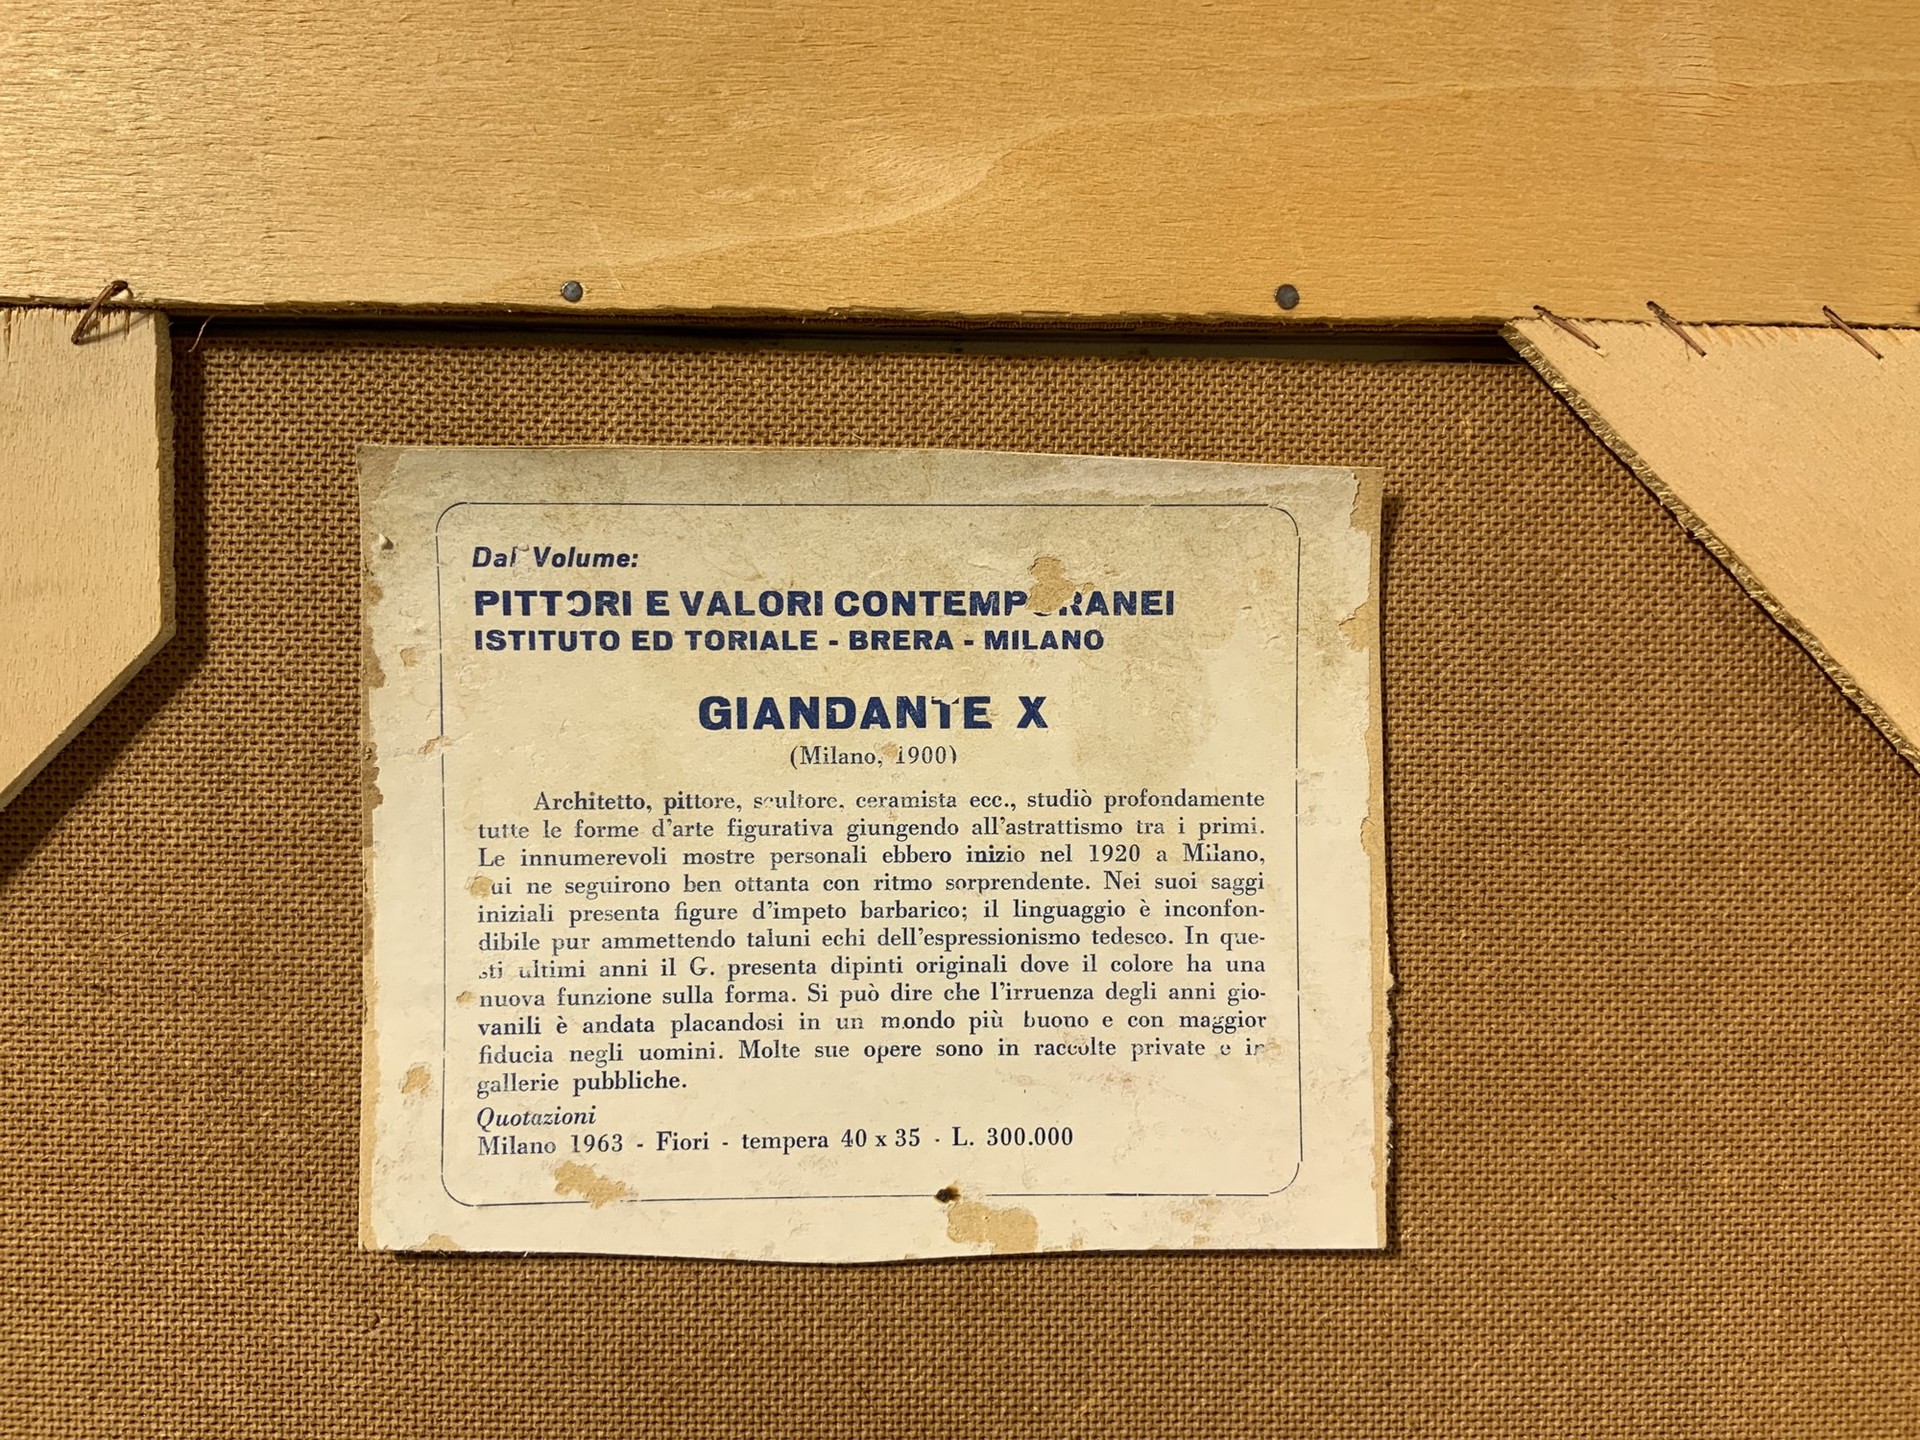 Dal Volume:
PITTORI E VALORI CONTEMPORANEI
ISTITUTO EDITORIALE - BRERA - MILANO
GIANDANTE X
(Milano, 1900)
Architetto, pittore, scultore, ceramista ecc., studiò profondamente
tutte le forme d'arte figurativa giungendo all'astrattismo tra i primi.
Le innumerevoli mostre personali ebbero inizio nel 1920 a Milano,
cui ne seguirono ben ottanta con ritmo sorprendente. Nei suoi saggi
iniziali presenta figure d'impeto barbarico; il linguaggio è inconfon-
dibile pur ammettendo taluni echi dell'espressionismo tedesco. In que-
sti ultimi anni il G. presenta dipinti originali dove il colore ha una
nuova funzione sulla forma. Si può dire che l'irruenza degli anni gio-
vanili è andata placandosi in un mondo più buono e con maggior
fiducia negli uomini. Molte sue opere sono in raccolte private e in
gallerie pubbliche.
Quotazioni
Milano 1963 - Fiori - tempera 40 x 35 - L. 300.000